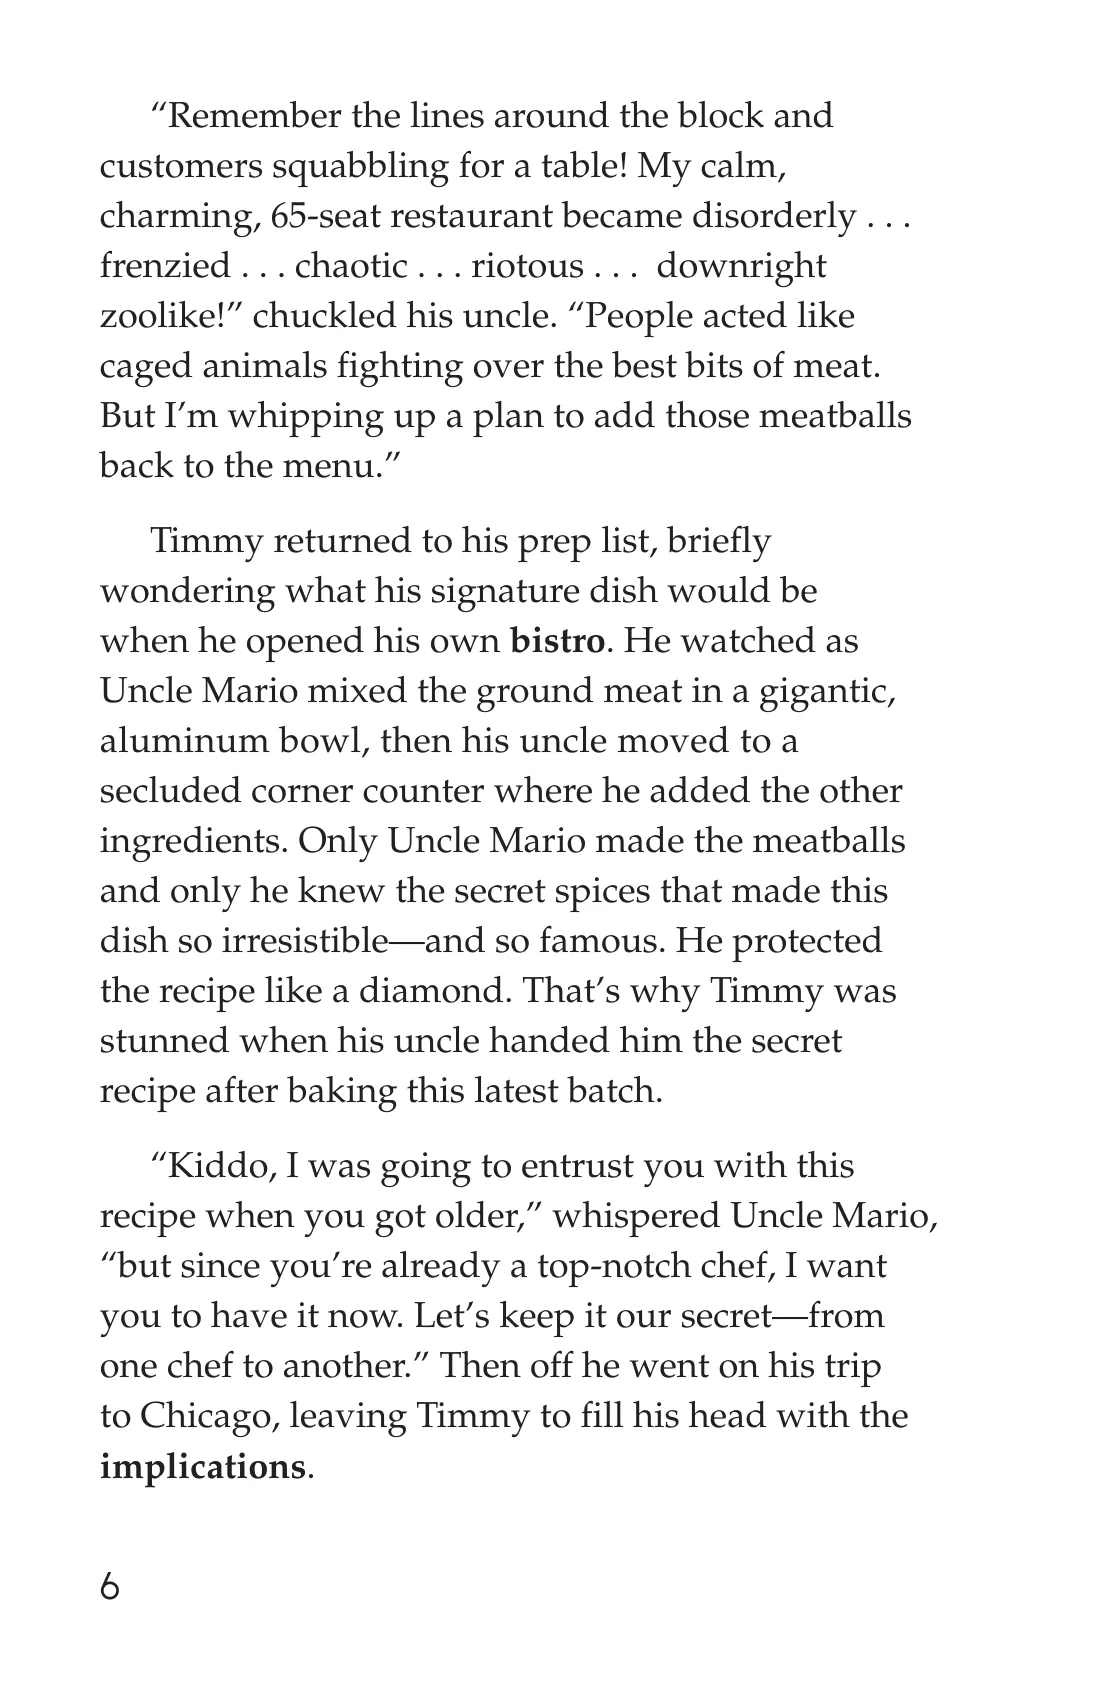 “Remember the lines around the block and
customers squabbling for a table! My calm,
charming, 65-seat restaurant became disorderly . . .
frenzied . . . chaotic . . . riotous . . .  downright
zoolike!” chuckled his uncle. “People acted like
caged animals fighting over the best bits of meat.
But I’m whipping up a plan to add those meatballs
back to the menu.”
Timmy returned to his prep list, briefly
wondering what his signature dish would be
when he opened his own bistro. He watched as
Uncle Mario mixed the ground meat in a gigantic,
aluminum bowl, then his uncle moved to a
secluded corner counter where he added the other
ingredients. Only Uncle Mario made the meatballs
and only he knew the secret spices that made this
dish so irresistible—and so famous. He protected
the recipe like a diamond. That’s why Timmy was
stunned when his uncle handed him the secret
recipe after baking this latest batch.
“Kiddo, I was going to entrust you with this
recipe when you got older,” whispered Uncle Mario,
“but since you’re already a top-notch chef, I want
you to have it now. Let’s keep it our secret—from
one chef to another.” Then off he went on his trip
to Chicago, leaving Timmy to fill his head with the
implications.
6